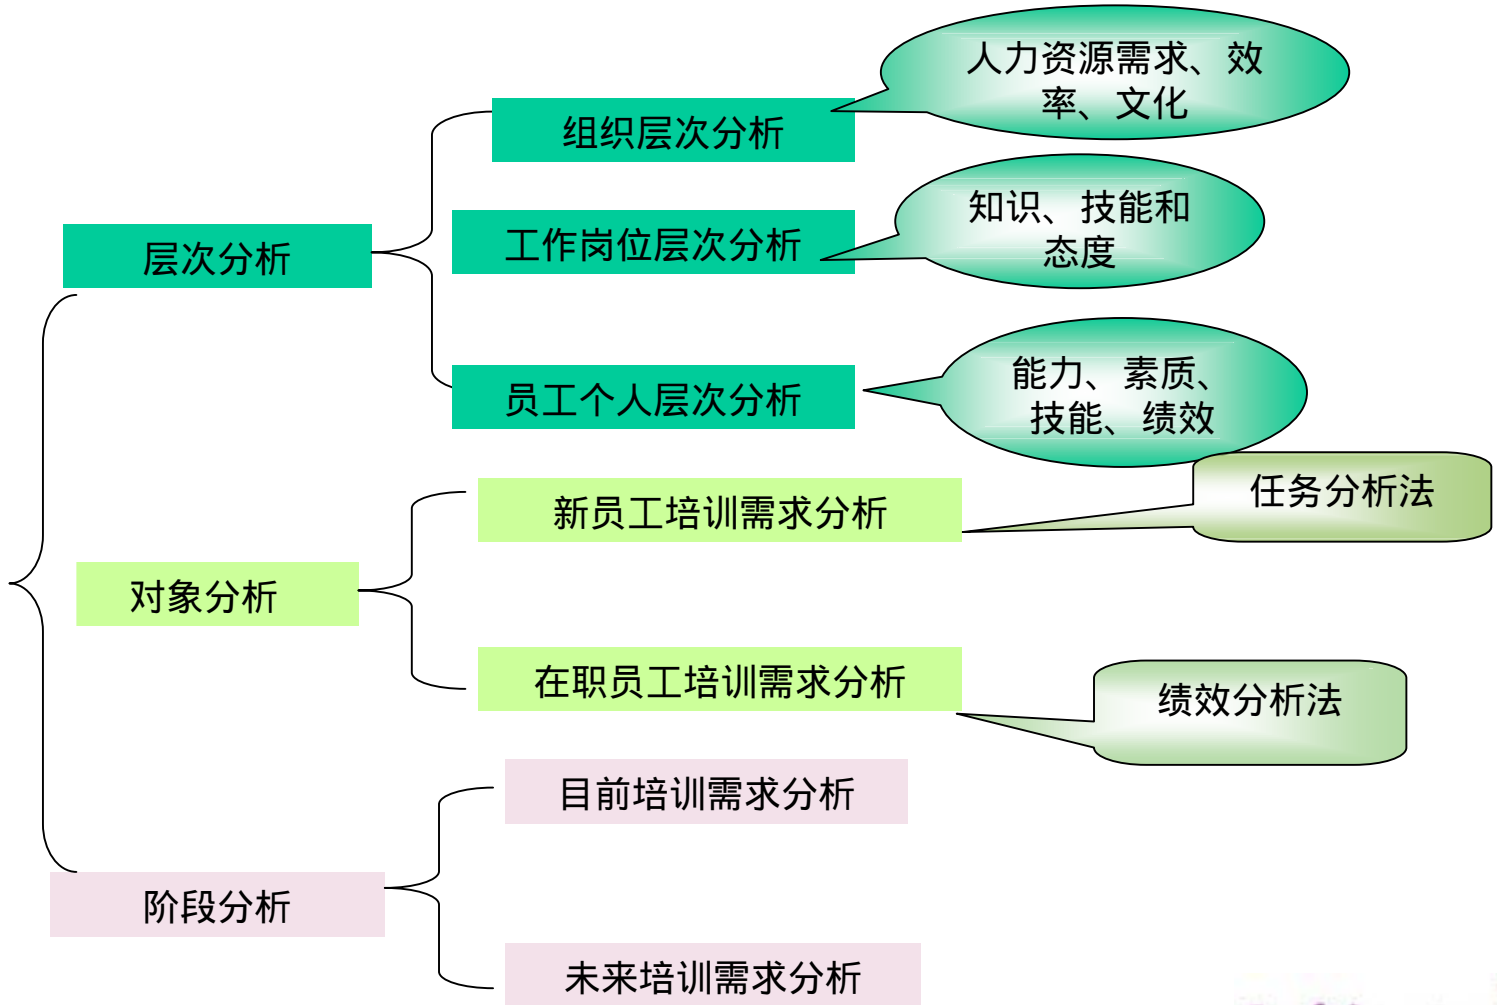 人力资源需求、效
率、文化
组织层次分析
知识、技能和
态度
工作岗位层次分析
层次分析
能力、素质、
技能、绩效
员工个人层次分析
任务分析法
新员工培训需求分析
对象分析
在职员工培训需求分析
绩效分析法
目前培训需求分析
阶段分析
未来培训需求分析